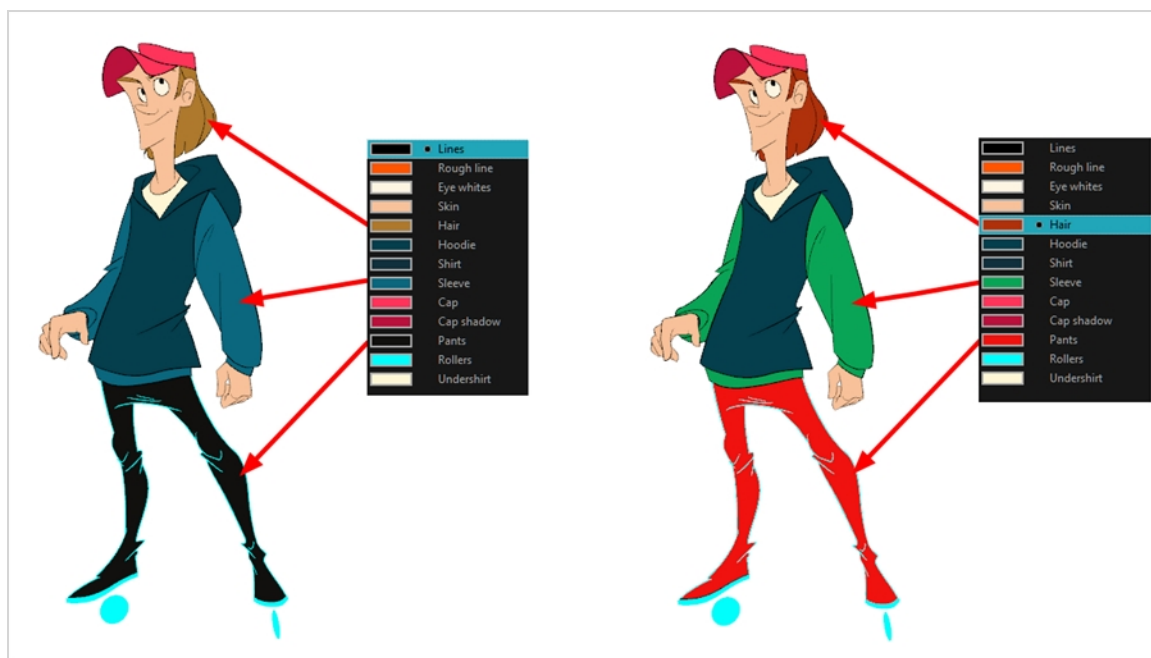 Lines
Rough line
Eye whites
Skin
Hair
Hoodie
Shirt
Sleeve
Cap
Cap shadow
Pants
Rollers
Undershirt
Lines
Rough line
Eye whites
Skin
Hair
Hoodie
Shirt
Sleeve
Cap
Cap shadow
Pants
Rollers
Undershirt